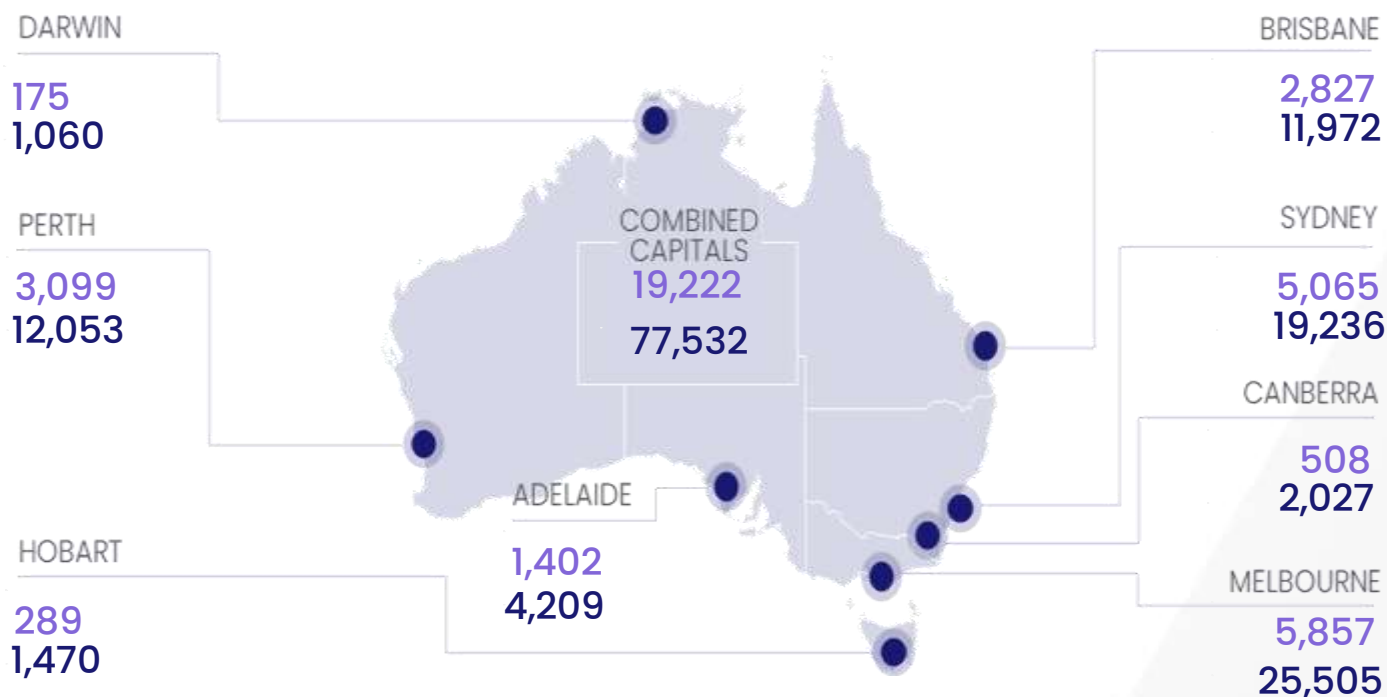 DARWIN
175
1,060
PERTH
3,099
12,053
HOBART
289
1,470
COMBINED
CAPITALS
19,222
77,532
ADELAIDE
1,402
4,209
BRISBANE
2,827
11,972
SYDNEY
5,065
19,236
CANBERRA
508
2,027
MELBOURNE
5,857
25,505